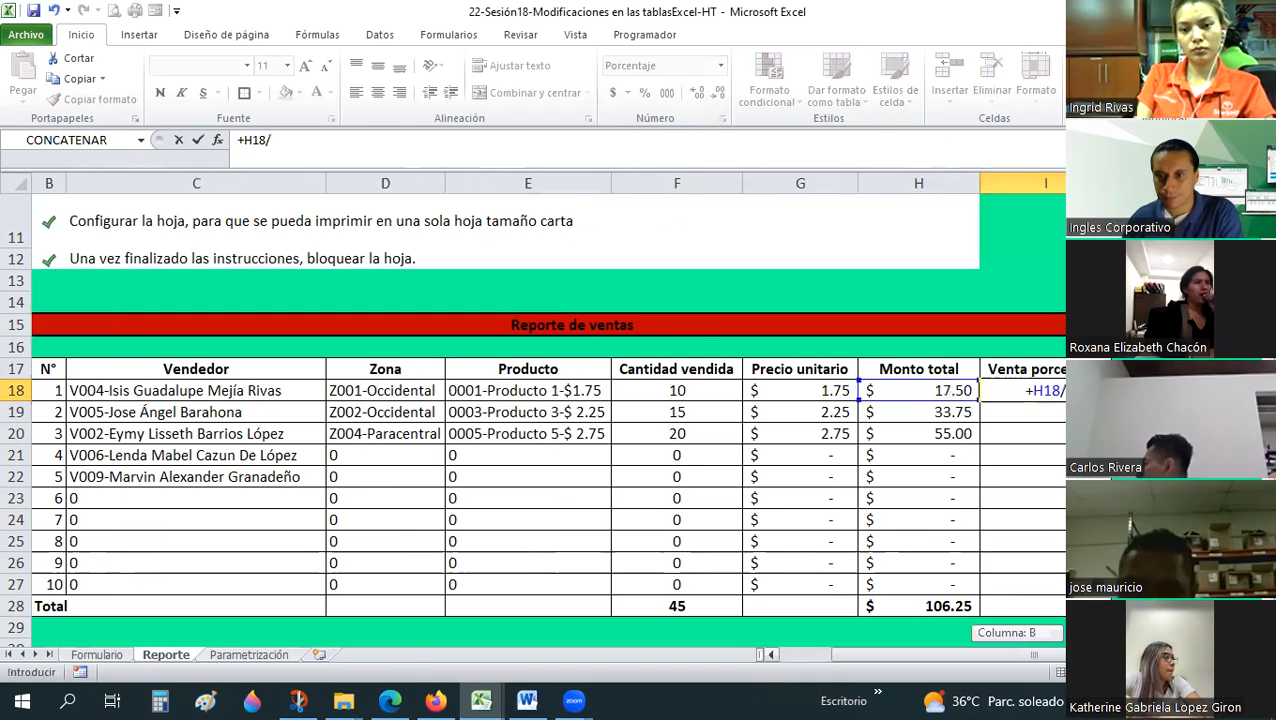 22-Sesión18-Modificaciones en las tablasExcel-HT - Microsoft Excel
Archivo Inicio Insertar Diseño de página Fórmulas Datos Formularios Revisar Vista Programador
Pegar
Cortar
Copiar
Copiar formato
Portapapeles
11
N K S
Fuente
Ajustar texto
Combinar y centrar
Alineación
Porcentaje
$ % 000
Número
Formato condicional
Dar formato como tabla
Estilos de celda
Estilos
Insertar Eliminar Formato
Celdas
CONCATENAR fx +H18/
B C D E F G H I
11 Configurar la hoja, para que se pueda imprimir en una sola hoja tamaño carta
12 Una vez finalizado las instrucciones, bloquear la hoja.
13
14
15 Reporte de ventas
16
17 N° Vendedor Zona Producto Cantidad vendida Precio unitario Monto total Venta porce
18 1 V004-Isis Guadalupe Mejía Rivas Z001-Occidental 0001-Producto 1-$1.75 10 $ 1.75 $ 17.50 +H18/
19 2 V005-Jose Ángel Barahona Z002-Occidental 0003-Producto 3-$ 2.25 15 $ 2.25 $ 33.75
20 3 V002-Eymy Lisseth Barrios López Z004-Paracentral 0005-Producto 5-$ 2.75 20 $ 2.75 $ 55.00
21 4 V006-Lenda Mabel Cazun De López 0 0 0 $ - $ -
22 5 V009-Marvin Alexander Granadeño 0 0 0 $ - $ -
23 6 0 0 0 0 $ - $ -
24 7 0 0 0 0 $ - $ -
25 8 0 0 0 0 $ - $ -
26 9 0 0 0 0 $ - $ -
27 10 0 0 0 0 $ - $ -
28 Total 45 $ 106.25
29
Columna: B
Formulario Reporte Parametrización
Introducir
Escritorio » 36°C Parc. soleado
Ingrid Rivas
Ingles Corporativo
Roxana Elizabeth Chacón
Carlos Rivera
jose mauricio
Katherine Gabriela Lopez Giron
zoom